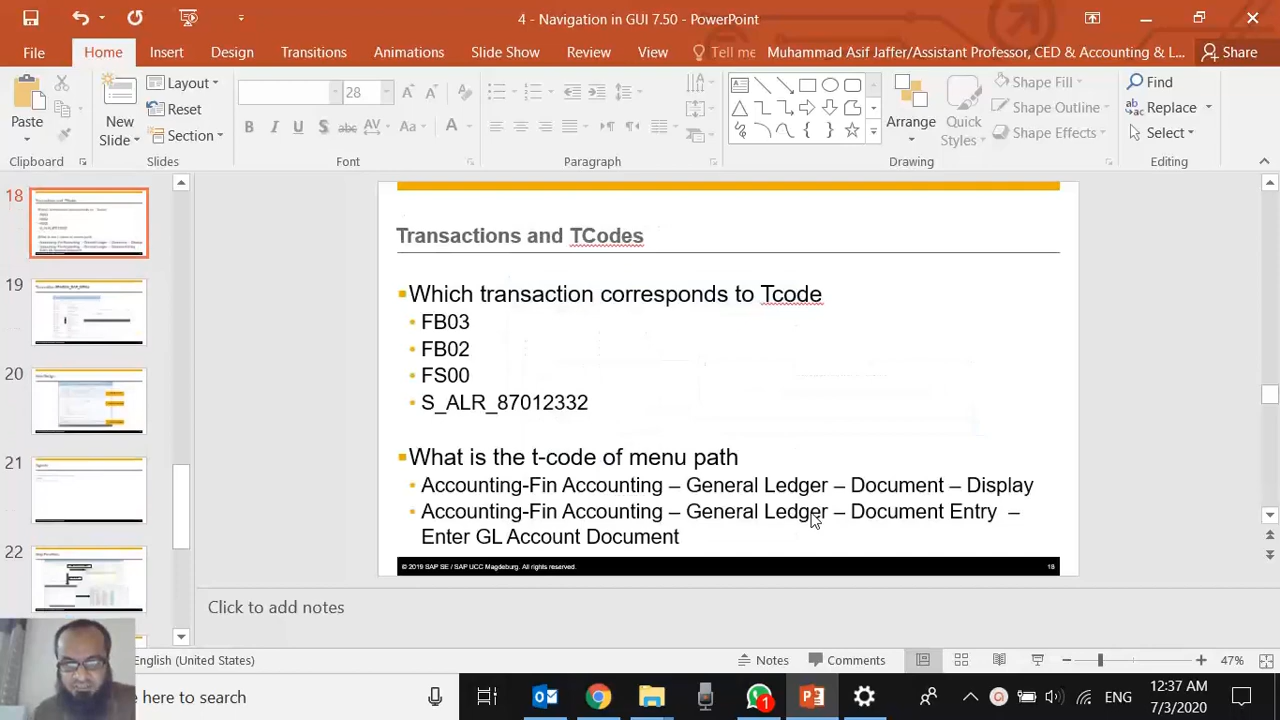 4 - Navigation in GUI 7.50 - PowerPoint
File Home Insert Design Transitions Animations Slide Show Review View Tell me Muhammad Asif Jaffer/Assistant Professor, CED & Accounting & L... Share
Paste
Clipboard
New Slide
Layout
Reset
Section
Slides
28
B I U S abc AV Aa A
Font
Paragraph
Arrange
Quick Styles
Shape Fill
Shape Outline
Shape Effects
Drawing
Find
Replace
Select
Editing
18
19
20
21
22
Transactions and TCodes
Which transaction corresponds to Tcode
FB03
FB02
FS00
S_ALR_87012332
What is the t-code of menu path
Accounting-Fin Accounting – General Ledger – Document – Display
Accounting-Fin Accounting – General Ledger – Document Entry –
Enter GL Account Document
© 2019 SAP SE / SAP UCC Magdeburg. All rights reserved. 18
Click to add notes
English (United States) Notes Comments 47%
here to search ENG 12:37 AM
7/3/2020
1